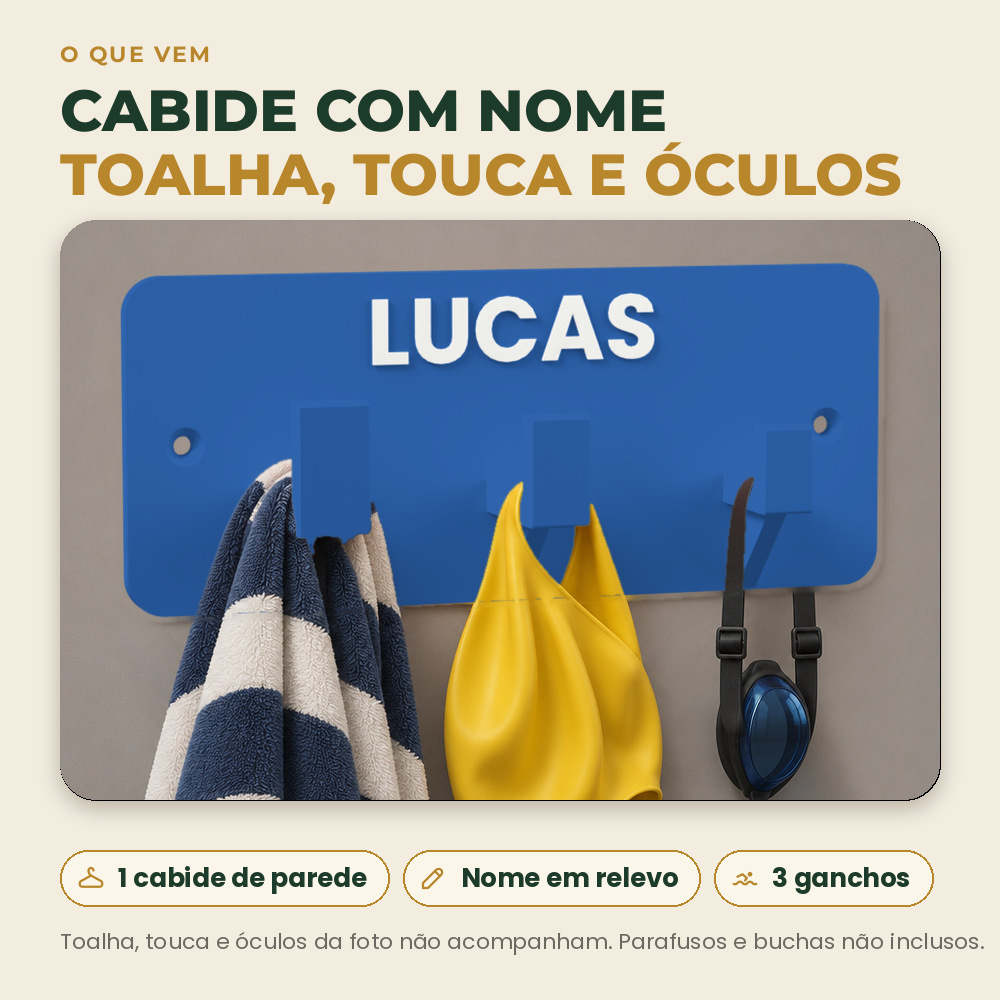 O QUE VEM
CABIDE COM NOME
TOALHA, TOUCA E ÓCULOS
LUCAS
1 cabide de parede
Nome em relevo
3 ganchos
Toalha, touca e óculos da foto não acompanham. Parafusos e buchas não inclusos.